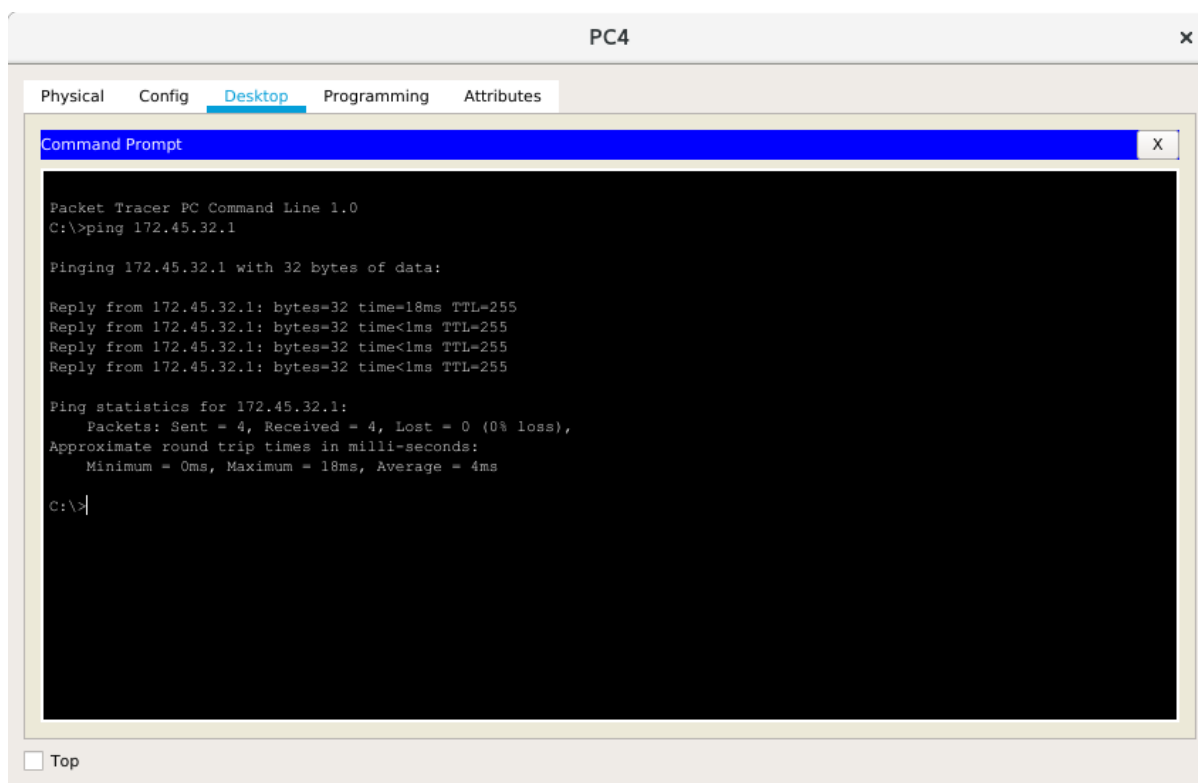 PC4
Physical Config Desktop Programming Attributes
Command Prompt
X
Packet Tracer PC Command Line 1.0
C:\>ping 172.45.32.1
Pinging 172.45.32.1 with 32 bytes of data:
Reply from 172.45.32.1: bytes=32 time=18ms TTL=255
Reply from 172.45.32.1: bytes=32 time<1ms TTL=255
Reply from 172.45.32.1: bytes=32 time<1ms TTL=255
Reply from 172.45.32.1: bytes=32 time<1ms TTL=255
Ping statistics for 172.45.32.1:
Packets: Sent = 4, Received = 4, Lost = 0 (0% loss),
Approximate round trip times in milli-seconds:
Minimum = 0ms, Maximum = 18ms, Average = 4ms
C:\>
Top